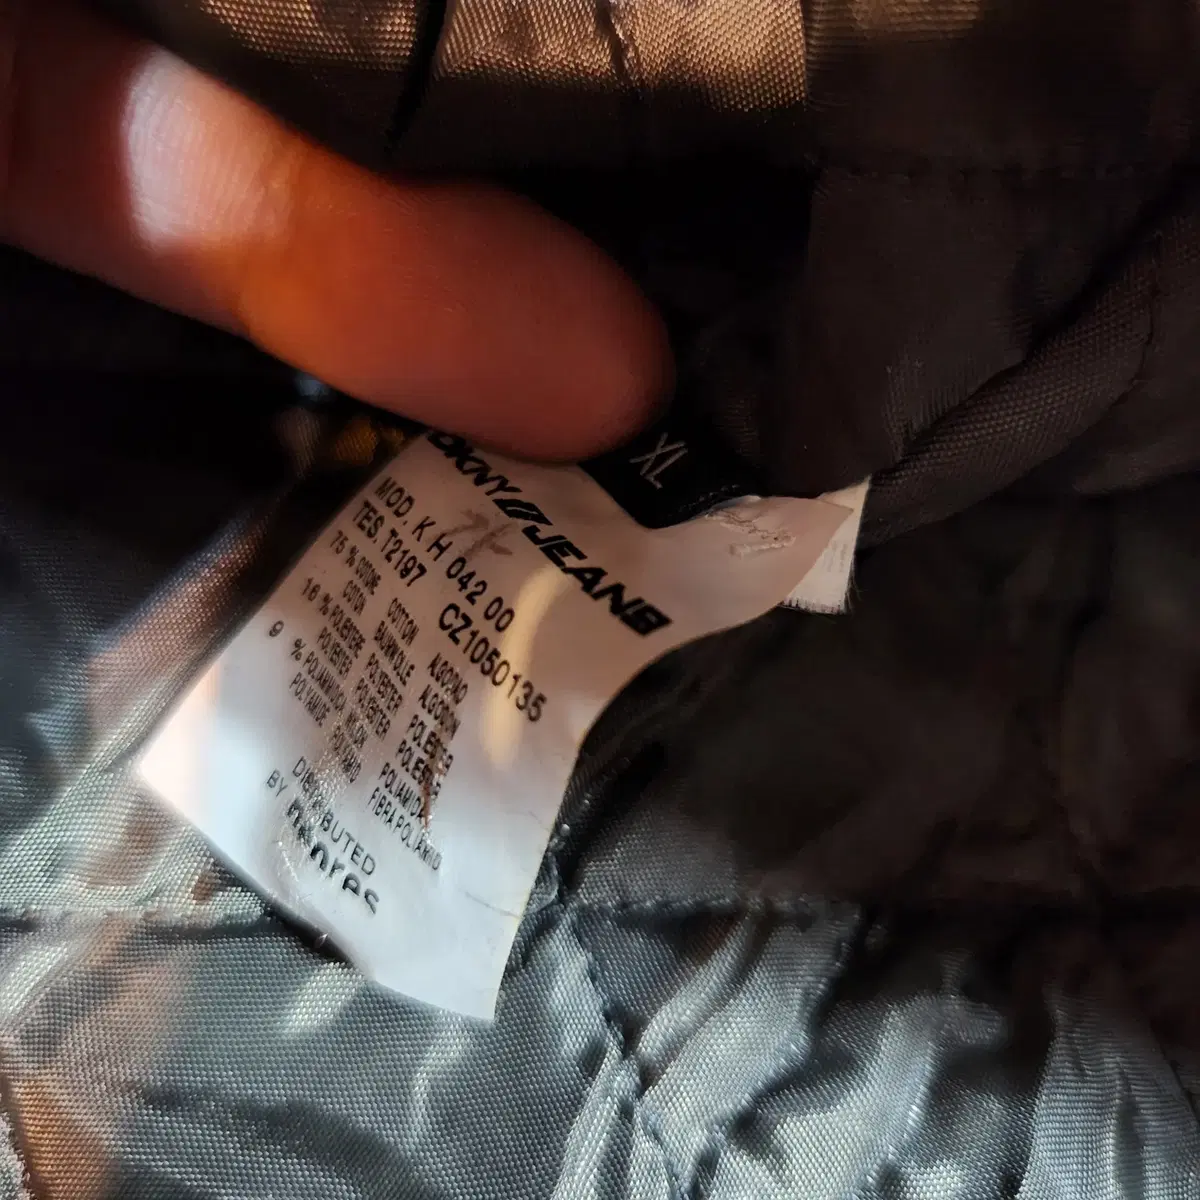 XL
DKNY JEANS
MOD. K H 042 00
TES. T2197 CZ1050135
75 % COTONE COTTON ALGODAO
COTON BAUMWOLLE ALGODON
16 % POLIESTERE POLYESTER POLIESTER
POLYESTER POLYESTER POLIESTER
9 % POLIAMMIDE NYLON POLIAMIDA
POLYAMIDE FIBRA POLIAMID
DISTRIBUTED
BY